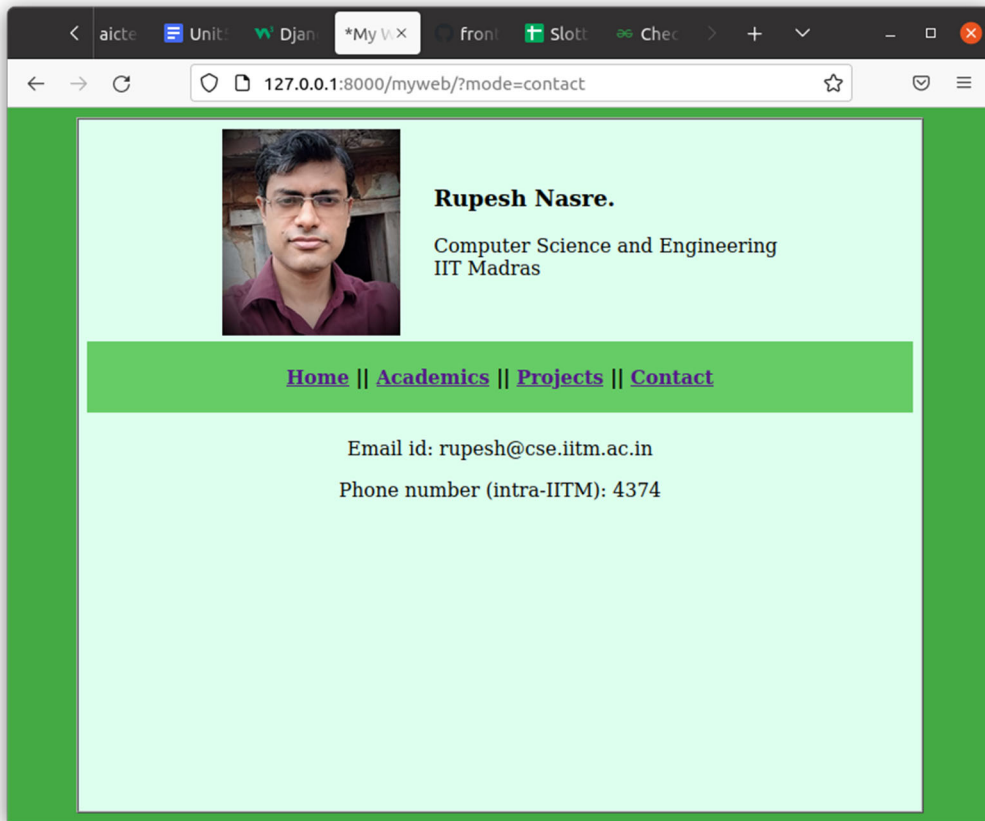 aicte Unit Djan *My W fron Slott Chec
127.0.0.1:8000/myweb/?mode=contact
Rupesh Nasre.
Computer Science and Engineering
IIT Madras
Home || Academics || Projects || Contact
Email id: rupesh@cse.iitm.ac.in
Phone number (intra-IITM): 4374